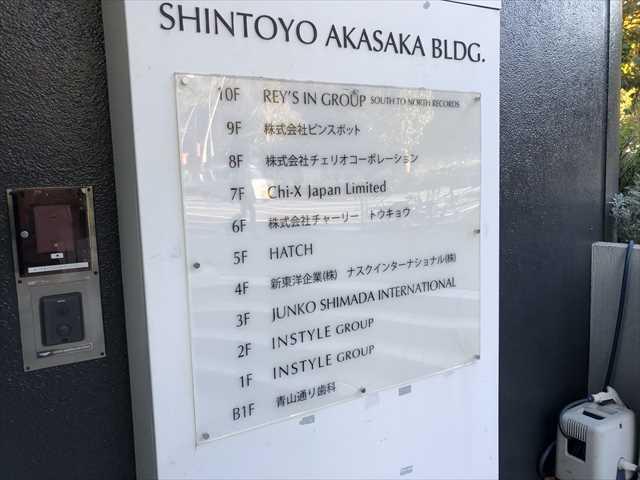 SHINTOYO AKASAKA BLDG.
10F REY'S IN GROUP SOUTH TO NORTH RECORDS
9F 株式会社ピンスポット
8F 株式会社チェリオコーポレーション
7F Chi-X Japan Limited
6F 株式会社チャーリー トウキョウ
5F HATCH
4F 新東洋企業(株) ナスクインターナショナル(株)
3F JUNKO SHIMADA INTERNATIONAL
2F INSTYLE GROUP
1F INSTYLE GROUP
B1F 青山通り歯科